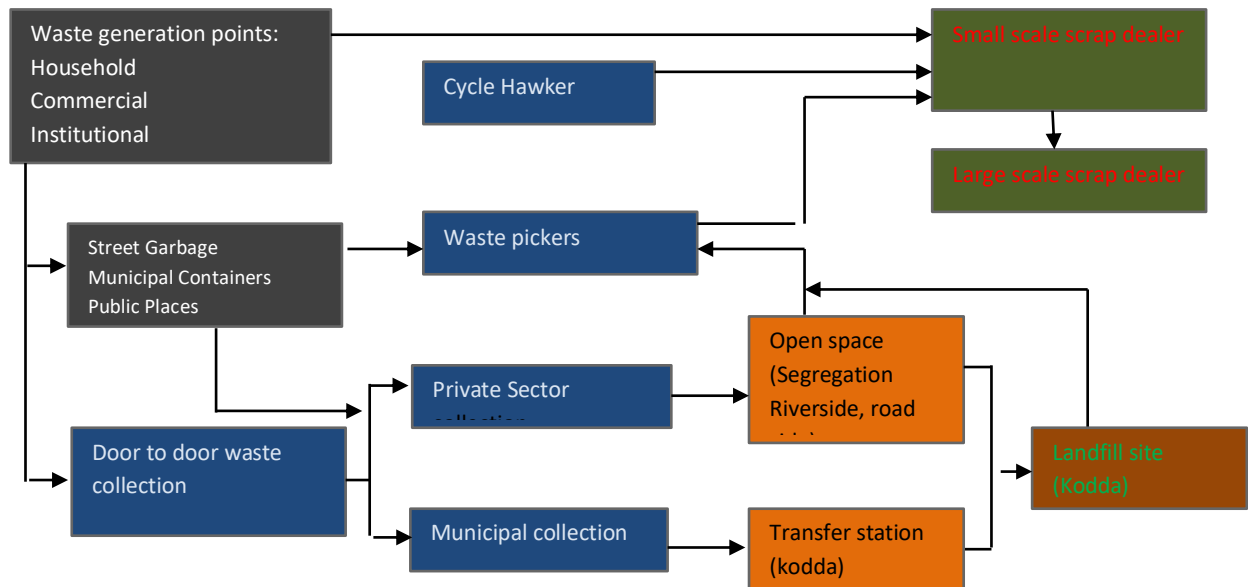 Waste generation points:
Household
Commercial
Institutional
Small scale scrap dealer
Cycle Hawker
Large scale scrap dealer
Waste pickers
Street Garbage
Municipal Containers
Public Places
Open space
(Segregation
Riverside, road
Private Sector
collection
Door to door waste
collection
Landfill site
(Kodda)
Municipal collection
Transfer station
(kodda)